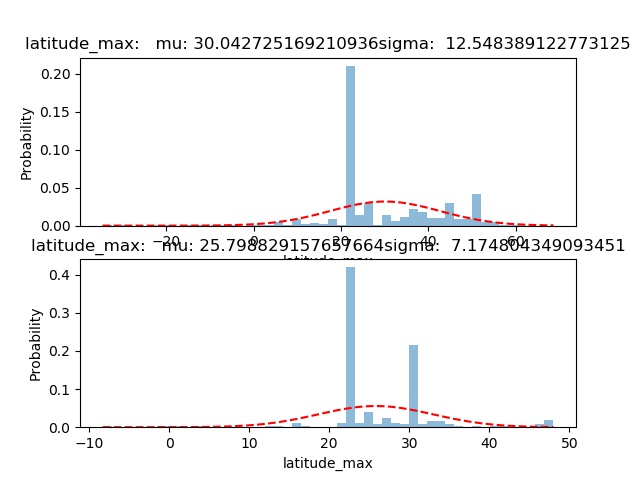 latitude_max:   mu: 30.042725169210936sigma:  12.548389122773125
0.20
0.15
0.10
0.05
0.00
Probability
−20 0 20 40 60
latitude_max
latitude_max:   mu: 25.798829157657664sigma:  7.174804349093451
0.4
0.3
0.2
0.1
0.0
Probability
−10 0 10 20 30 40 50
latitude_max